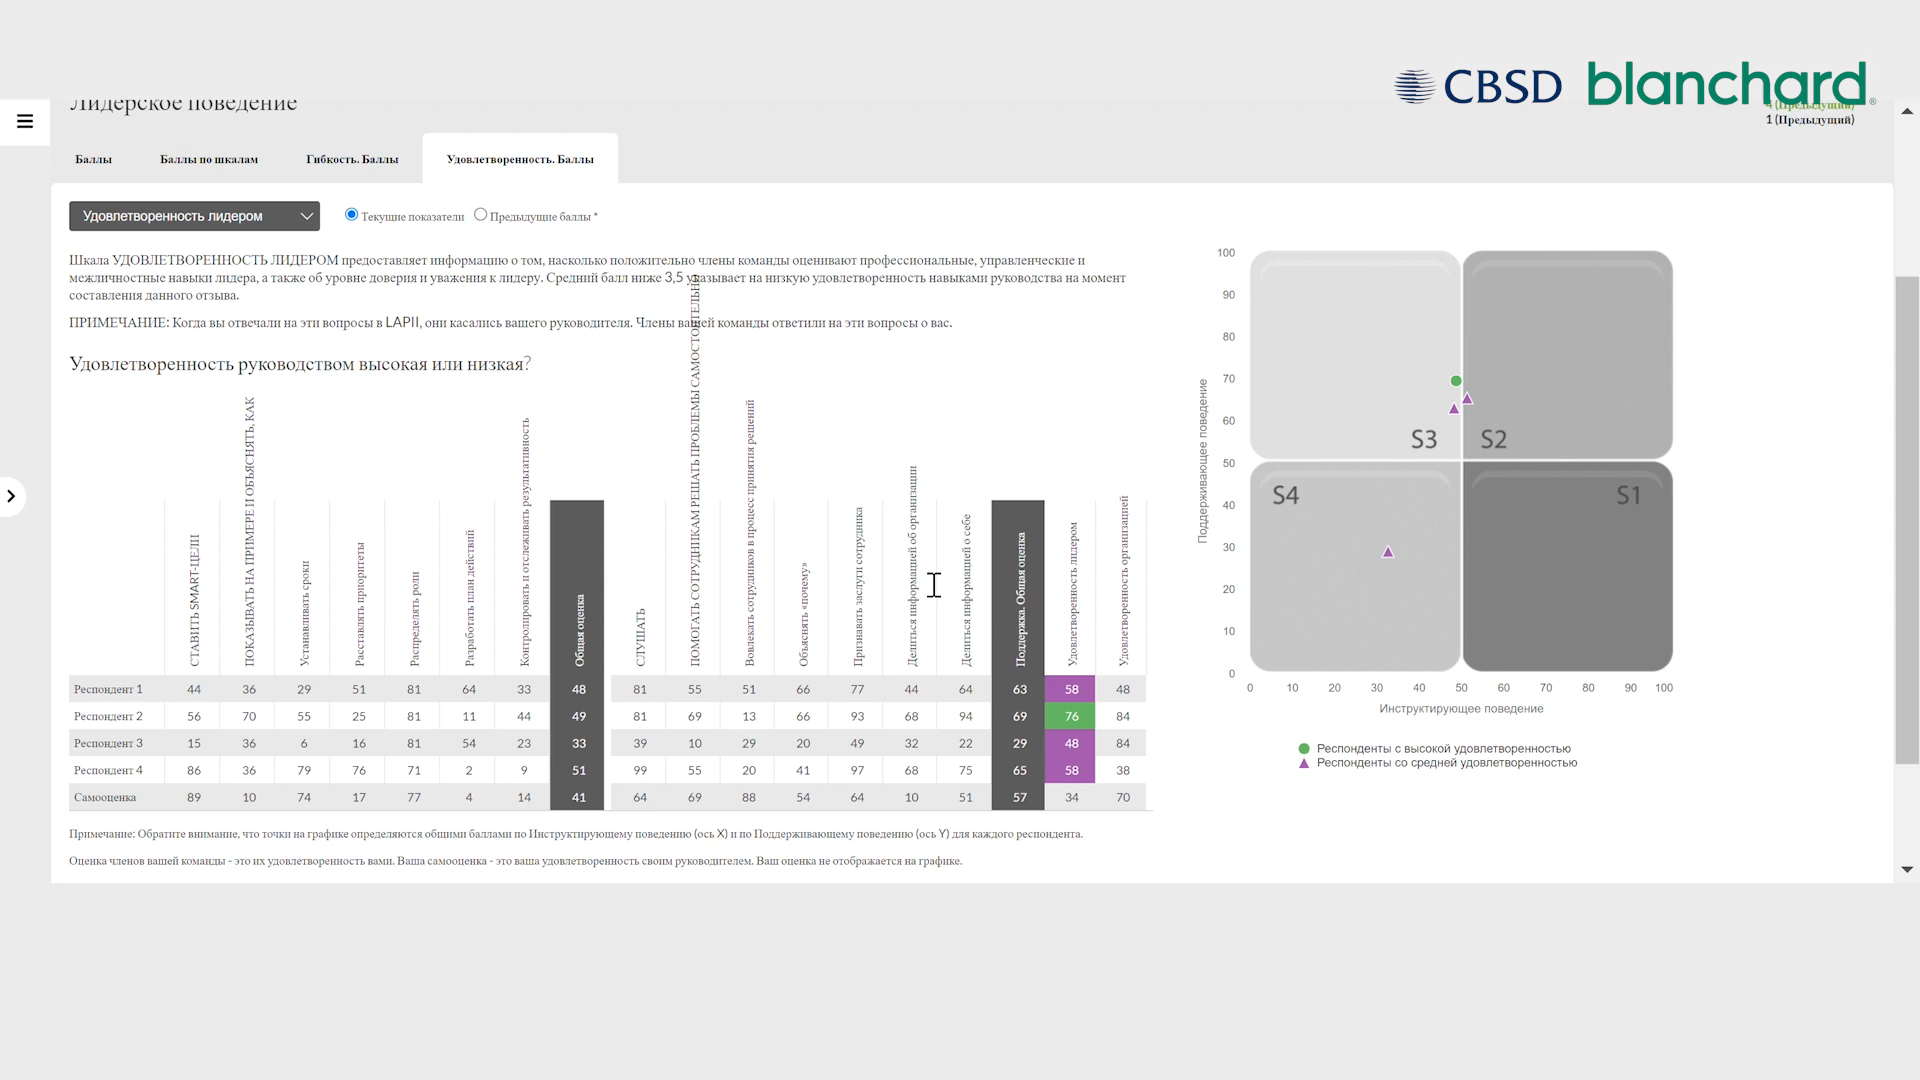 CBSD blanchard®
Лидерское поведение
4 (Предыдущий)
1 (Предыдущий)
Баллы Баллы по шкалам Гибкость. Баллы Удовлетворенность. Баллы
Удовлетворенность лидером Текущие показатели Предыдущие баллы *
Шкала УДОВЛЕТВОРЕННОСТЬ ЛИДЕРОМ предоставляет информацию о том, насколько положительно члены команды оценивают профессиональные, управленческие и
межличностные навыки лидера, а также об уровне доверия и уважения к лидеру. Средний балл ниже 3,5 указывает на низкую удовлетворенность навыками руководства на момент
составления данного отзыва.
ПРИМЕЧАНИЕ: Когда вы отвечали на эти вопросы в LAPII, они касались вашего руководителя. Члены вашей команды ответили на эти вопросы о вас.
Удовлетворенность руководством высокая или низкая?
СТАВИТЬ SMART-ЦЕЛИ
ПОКАЗЫВАТЬ НА ПРИМЕРЕ И ОБЪЯСНЯТЬ, КАК
Устанавливать сроки
Расставлять приоритеты
Распределять роли
Разработать план действий
Контролировать и отслеживать результативность
Общая оценка
СЛУШАТЬ
ПОМОГАТЬ СОТРУДНИКАМ РЕШАТЬ ПРОБЛЕМЫ САМОСТОЯТЕЛЬНО
Вовлекать сотрудников в процесс принятия решений
Объяснять «почему»
Признавать заслуги сотрудника
Делиться информацией об организации
Делиться информацией о себе
Поддержка. Общая оценка
Удовлетворенность лидером
Удовлетворенность организацией
Респондент 1 44 36 29 51 81 64 33 48 81 55 51 66 77 44 64 63 58 48
Респондент 2 56 70 55 25 81 11 44 49 81 69 13 66 93 68 94 69 76 84
Респондент 3 15 36 6 16 81 54 23 33 39 10 29 20 49 32 22 29 48 84
Респондент 4 86 36 79 76 71 2 9 51 99 55 20 41 97 68 75 65 58 38
Самооценка 89 10 74 17 77 4 14 41 64 69 88 54 64 10 51 57 34 70
Примечание: Обратите внимание, что точки на графике определяются общими баллами по Инструктирующему поведению (ось X) и по Поддерживающему поведению (ось Y) для каждого респондента.
Оценка членов вашей команды - это их удовлетворенность вами. Ваша самооценка - это ваша удовлетворенность своим руководителем. Ваш оценка не отображается на графике.
Поддерживающее поведение
100
90
80
70
60
50
40
30
20
10
0
S3 S2
S4 S1
0 10 20 30 40 50 60 70 80 90 100
Инструктирующее поведение
Респонденты с высокой удовлетворенностью
Респонденты со средней удовлетворенностью